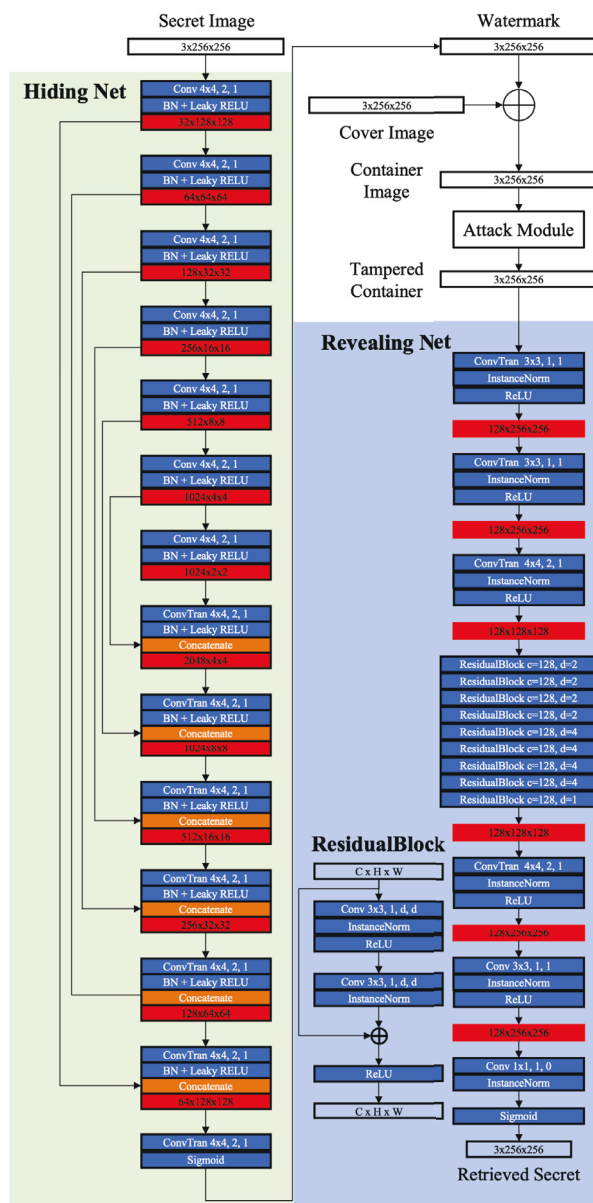 Secret Image
3x256x256
Hiding Net
Conv 4x4, 2, 1
BN + Leaky RELU
32x128x128
Conv 4x4, 2, 1
BN + Leaky RELU
64x64x64
Conv 4x4, 2, 1
BN + Leaky RELU
128x32x32
Conv 4x4, 2, 1
BN + Leaky RELU
256x16x16
Conv 4x4, 2, 1
BN + Leaky RELU
512x8x8
Conv 4x4, 2, 1
BN + Leaky RELU
1024x4x4
Conv 4x4, 2, 1
BN + Leaky RELU
1024x2x2
ConvTran 4x4, 2, 1
BN + Leaky RELU
Concatenate
2048x4x4
ConvTran 4x4, 2, 1
BN + Leaky RELU
Concatenate
1024x8x8
ConvTran 4x4, 2, 1
BN + Leaky RELU
Concatenate
512x16x16
ConvTran 4x4, 2, 1
BN + Leaky RELU
Concatenate
256x32x32
ConvTran 4x4, 2, 1
BN + Leaky RELU
Concatenate
128x64x64
ConvTran 4x4, 2, 1
BN + Leaky RELU
Concatenate
64x128x128
ConvTran 4x4, 2, 1
Sigmoid
Watermark
3x256x256
3x256x256
Cover Image
Container
Image
3x256x256
Attack Module
Tampered
Container
3x256x256
Revealing Net
ConvTran 3x3, 1, 1
InstanceNorm
ReLU
128x256x256
ConvTran 3x3, 1, 1
InstanceNorm
ReLU
128x256x256
ConvTran 4x4, 2, 1
InstanceNorm
ReLU
128x128x128
ResidualBlock c=128, d=2
ResidualBlock c=128, d=2
ResidualBlock c=128, d=2
ResidualBlock c=128, d=2
ResidualBlock c=128, d=4
ResidualBlock c=128, d=4
ResidualBlock c=128, d=4
ResidualBlock c=128, d=4
ResidualBlock c=128, d=1
128x128x128
ConvTran 4x4, 2, 1
InstanceNorm
ReLU
128x256x256
Conv 3x3, 1, 1
InstanceNorm
ReLU
128x256x256
Conv 1x1, 1, 0
InstanceNorm
Sigmoid
3x256x256
Retrieved Secret
ResidualBlock
C x H x W
Conv 3x3, 1, d, d
InstanceNorm
ReLU
Conv 3x3, 1, d, d
InstanceNorm
ReLU
C x H x W